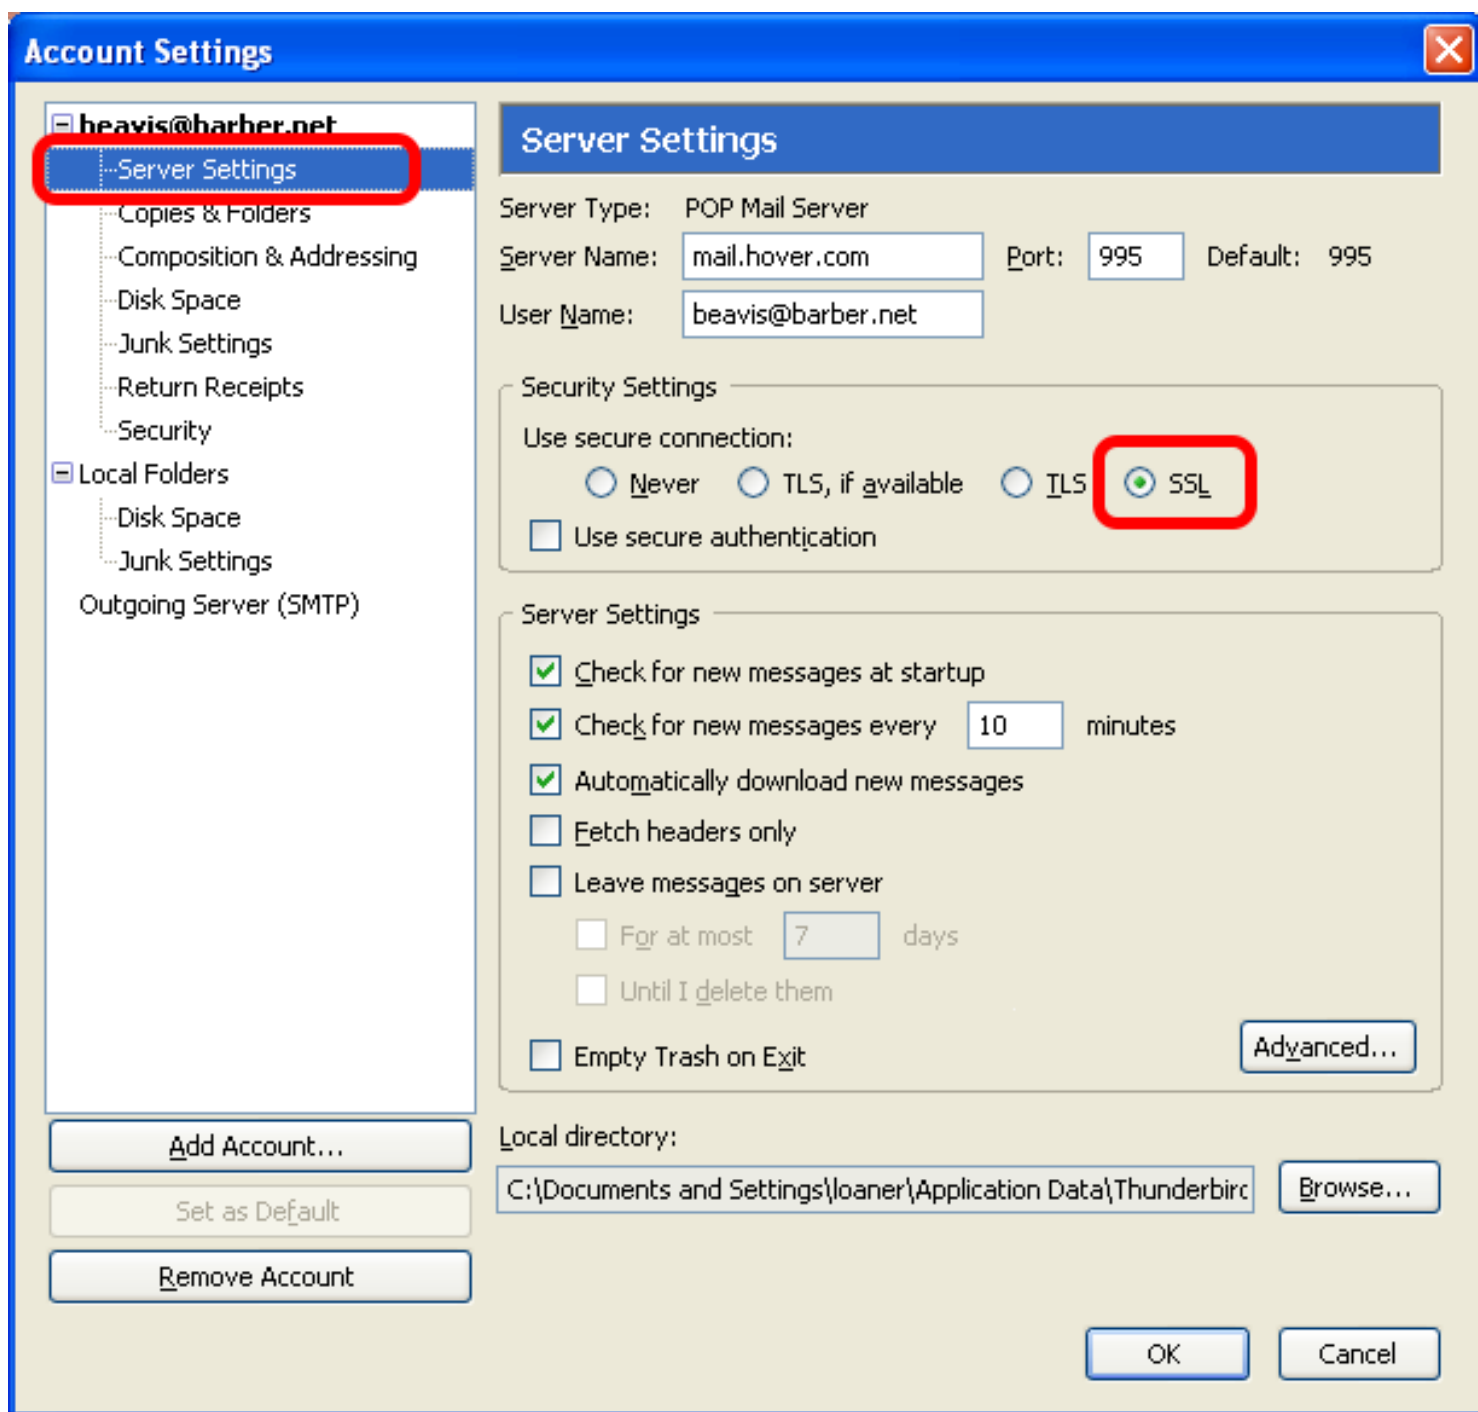 Account Settings
beavis@barber.net
Server Settings
Copies & Folders
Composition & Addressing
Disk Space
Junk Settings
Return Receipts
Security
Local Folders
Disk Space
Junk Settings
Outgoing Server (SMTP)
Add Account...
Set as Default
Remove Account
Server Settings
Server Type: POP Mail Server
Server Name: mail.hover.com Port: 995 Default: 995
User Name: beavis@barber.net
Security Settings
Use secure connection:
Never TLS, if available TLS SSL
Use secure authentication
Server Settings
Check for new messages at startup
Check for new messages every 10 minutes
Automatically download new messages
Fetch headers only
Leave messages on server
For at most 7 days
Until I delete them
Empty Trash on Exit Advanced...
Local directory:
C:\Documents and Settings\loaner\Application Data\Thunderbirc Browse...
OK Cancel